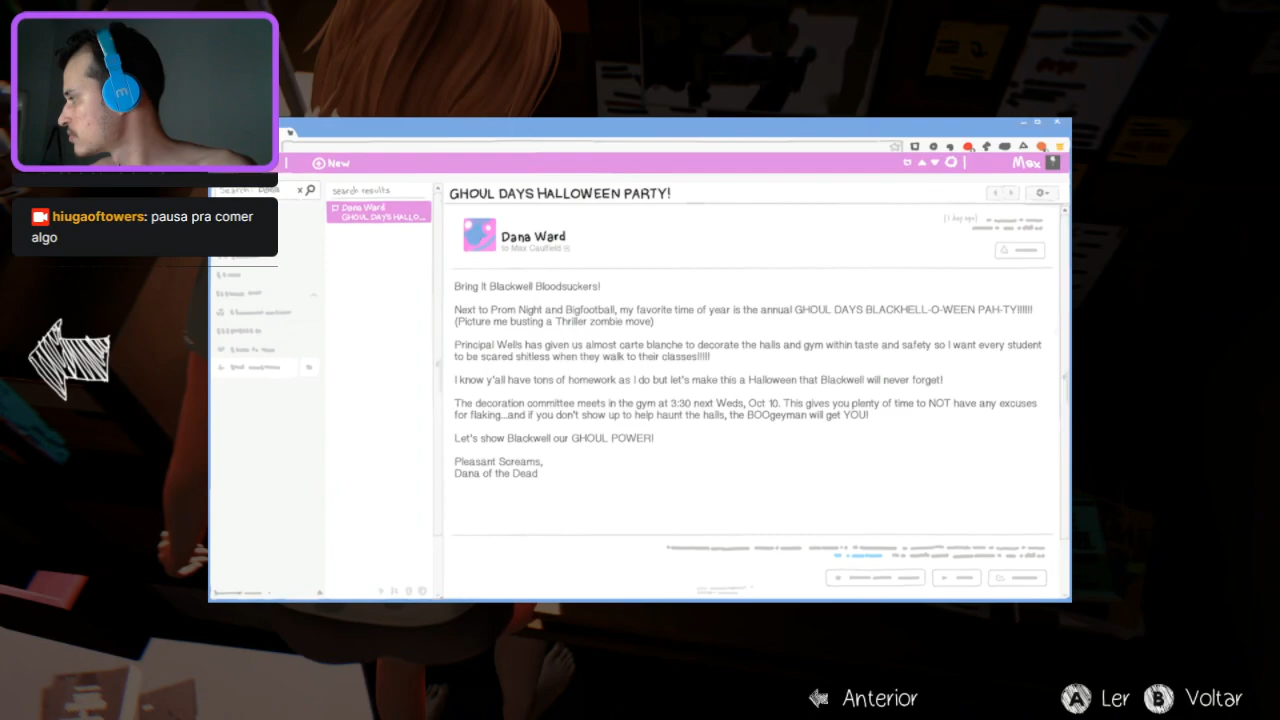 New
Max
Search: Dana
x
search results
GHOUL DAYS HALLOWEEN PARTY!
Dana Ward
GHOUL DAYS HALLO...
(1 day ago)
Dana Ward
to Max Caulfield
hiugaoftowers: pausa pra comer
algo
Bring It Blackwell Bloodsuckers!
Next to Prom Night and Bigfootball, my favorite time of year is the annual GHOUL DAYS BLACKHELL-O-WEEN PAH-TY!!!!!!
(Picture me busting a Thriller zombie move)
Principal Wells has given us almost carte blanche to decorate the halls and gym within taste and safety so I want every student
to be scared shitless when they walk to their classes!!!!!
I know y'all have tons of homework as I do but let's make this a Halloween that Blackwell will never forget!
The decoration committee meets in the gym at 3:30 next Weds, Oct 10. This gives you plenty of time to NOT have any excuses
for flaking...and if you don't show up to help haunt the halls, the BOOgeyman will get YOU!
Let's show Blackwell our GHOUL POWER!
Pleasant Screams,
Dana of the Dead
Anterior
A Ler
B Voltar